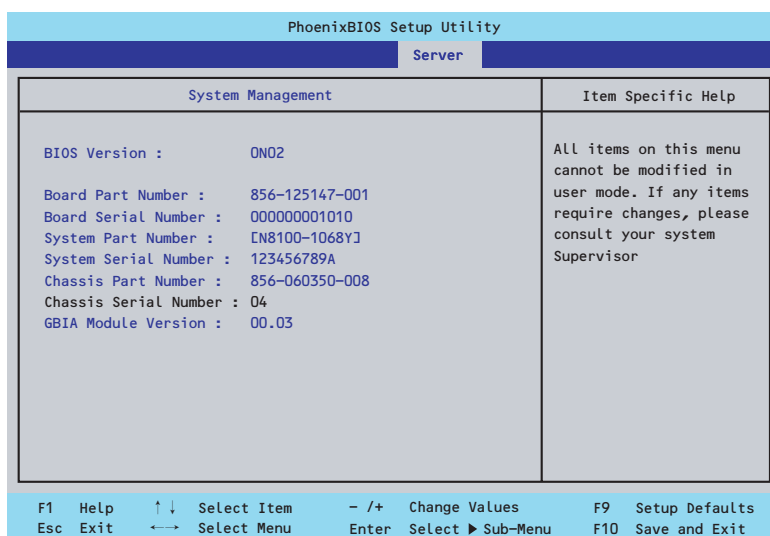 PhoenixBIOS Setup Utility
Server
System Management
Item Specific Help
BIOS Version : 0N02
Board Part Number : 856-125147-001
Board Serial Number : 000000001010
System Part Number : [N8100-1068Y]
System Serial Number : 123456789A
Chassis Part Number : 856-060350-008
Chassis Serial Number : 04
GBIA Module Version : 00.03
All items on this menu
cannot be modified in
user mode. If any items
require changes, please
consult your system
Supervisor
F1 Help ↑↓ Select Item - /+ Change Values F9 Setup Defaults
Esc Exit ←→ Select Menu Enter Select ▶ Sub-Menu F10 Save and Exit